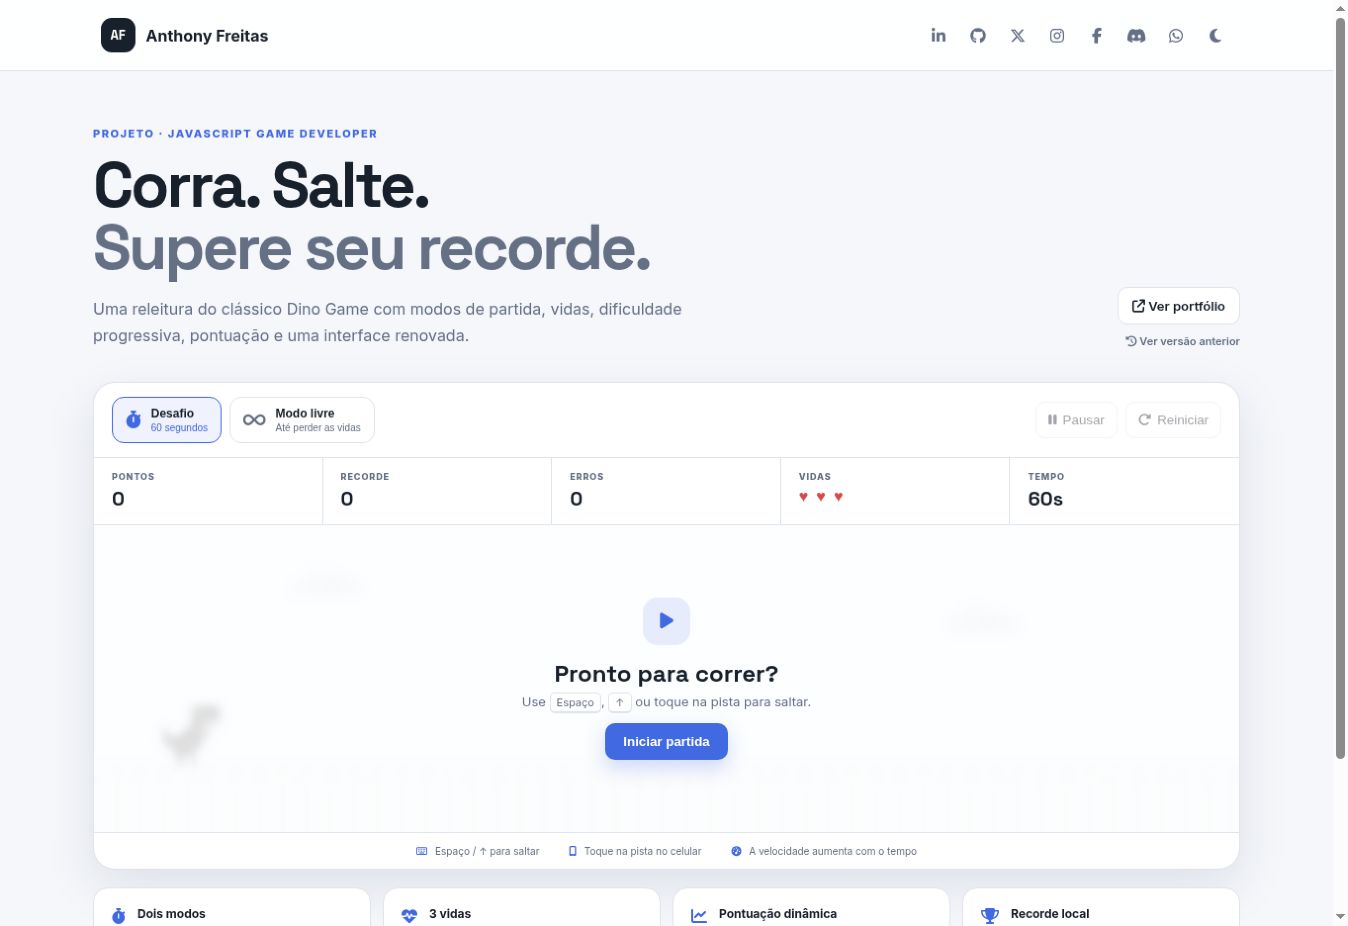 AF Anthony Freitas
PROJETO · JAVASCRIPT GAME DEVELOPER
Corra. Salte.
Supere seu recorde.
Uma releitura do clássico Dino Game com modos de partida, vidas, dificuldade
progressiva, pontuação e uma interface renovada.
Ver portfólio
Ver versão anterior
Desafio
60 segundos
Modo livre
Até perder as vidas
Pausar
Reiniciar
PONTOS
0
RECORDE
0
ERROS
0
VIDAS
♥ ♥ ♥
TEMPO
60s
Pronto para correr?
Use Espaço, ↑ ou toque na pista para saltar.
Iniciar partida
Espaço / ↑ para saltar
Toque na pista no celular
A velocidade aumenta com o tempo
Dois modos
3 vidas
Pontuação dinâmica
Recorde local